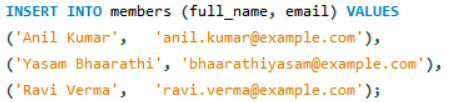 INSERT INTO members (full_name, email) VALUES
('Anil Kumar',   'anil.kumar@example.com'),
('Yasam Bhaarathi', 'bhaarathiyasam@example.com'),
('Ravi Verma',   'ravi.verma@example.com');